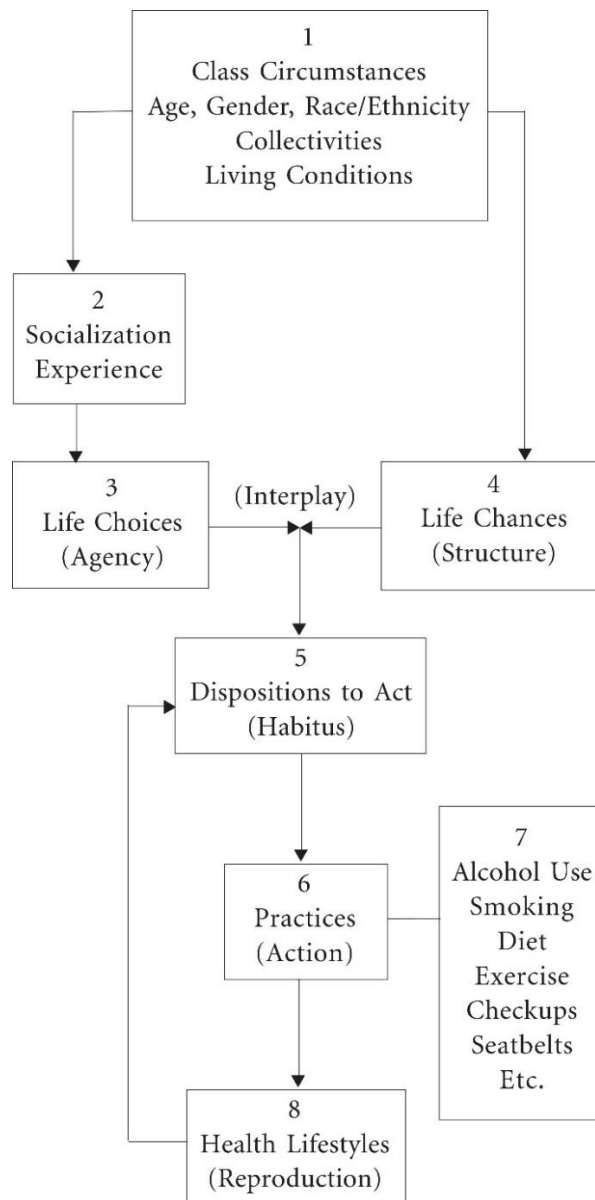 1
Class Circumstances
Age, Gender, Race/Ethnicity
Collectivities
Living Conditions
2
Socialization
Experience
3
Life Choices
(Agency)
(Interplay)
4
Life Chances
(Structure)
5
Dispositions to Act
(Habitus)
6
Practices
(Action)
7
Alcohol Use
Smoking
Diet
Exercise
Checkups
Seatbelts
Etc.
8
Health Lifestyles
(Reproduction)